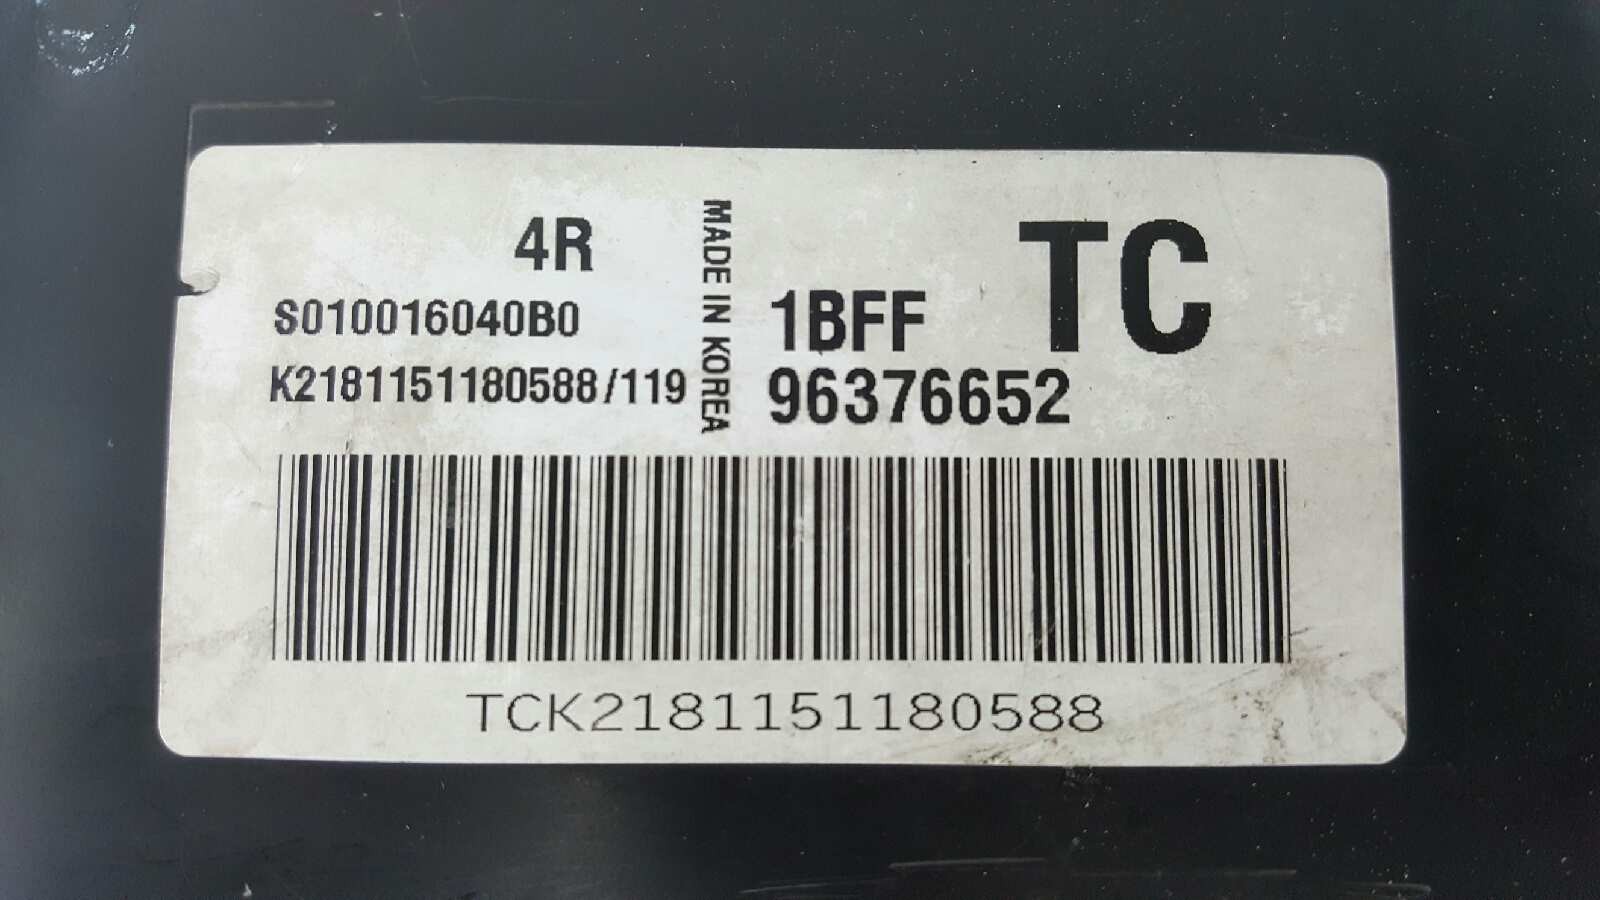 4R
S010016040B0
K2181151180588/119
MADE IN KOREA
TC
1BFF
96376652
TCK2181151180588